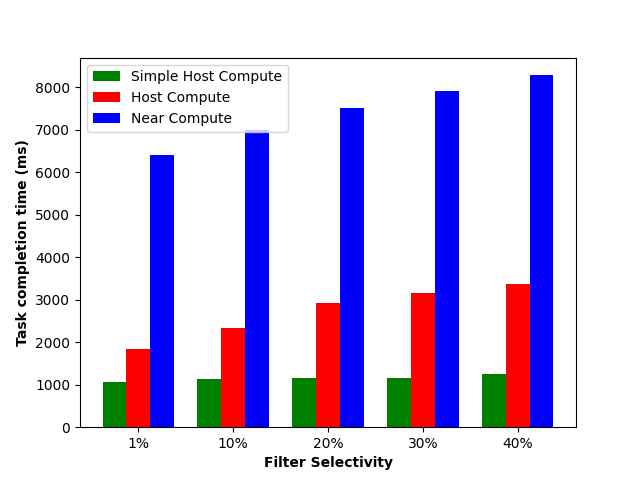 Simple Host Compute
Host Compute
Near Compute
8000
7000
6000
5000
4000
3000
2000
1000
0
Task completion time (ms)
1% 10% 20% 30% 40%
Filter Selectivity